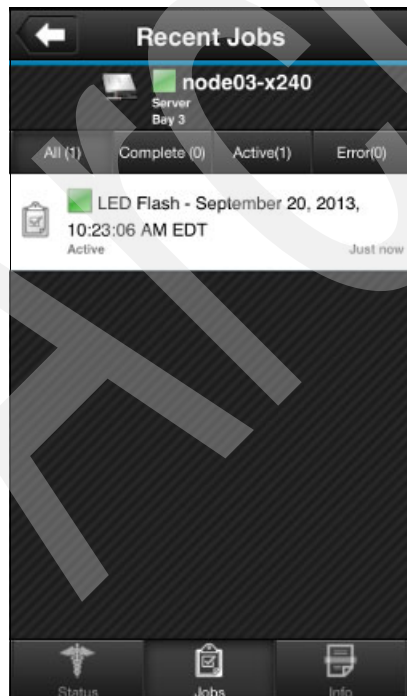 Recent Jobs
node03-x240
Server
Bay 3
All (1) Complete (0) Active(1) Error(0)
LED Flash - September 20, 2013,
10:23:06 AM EDT
Active Just now
Status Jobs Info